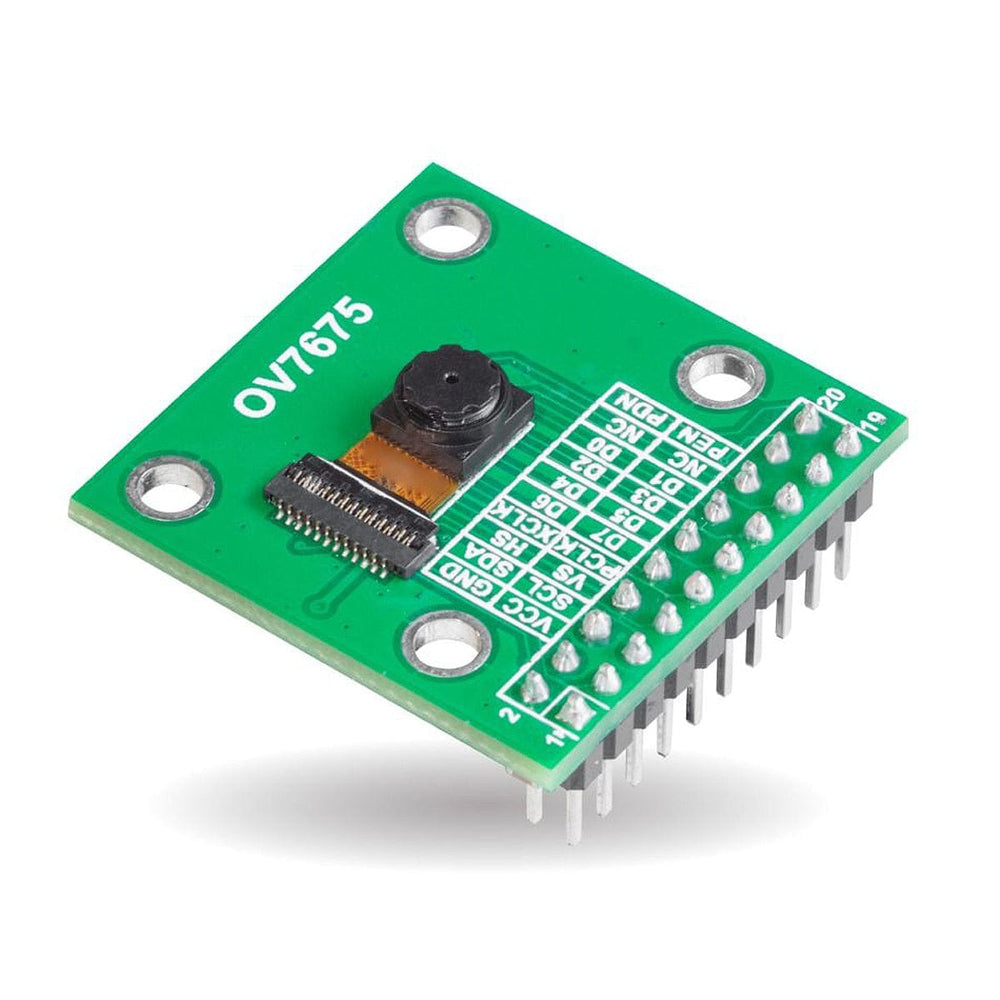 OV7675
20
19
VCC GND
SCL SDA
VS HS
PCLK XCLK
D7 D6
D5 D4
D3 D2
D1 D0
NC NC
PEN PDN
2
1